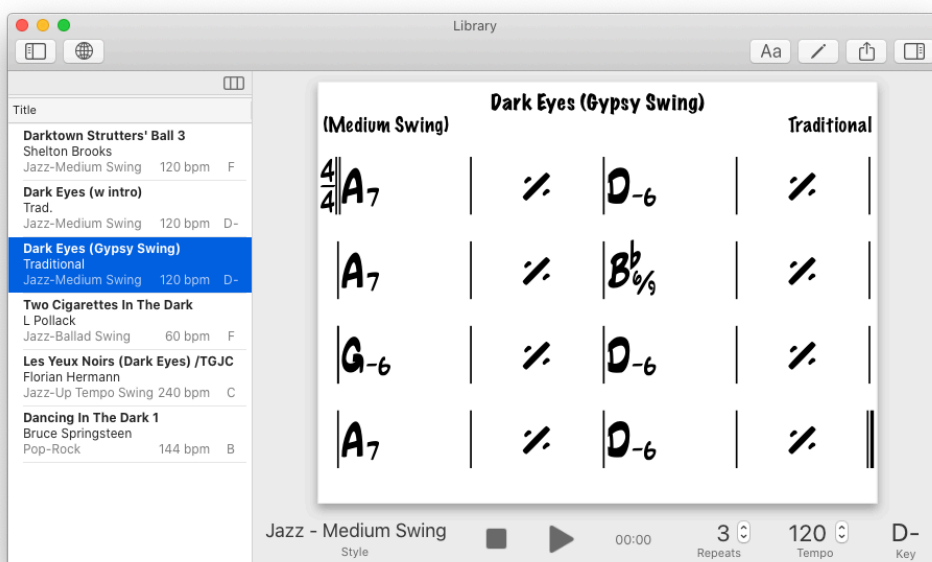 Library
Aa
Title
Darktown Strutters' Ball 3
Shelton Brooks
Jazz-Medium Swing 120 bpm F
Dark Eyes (w intro)
Trad.
Jazz-Medium Swing 120 bpm D-
Dark Eyes (Gypsy Swing)
Traditional
Jazz-Medium Swing 120 bpm D-
Two Cigarettes In The Dark
L Pollack
Jazz-Ballad Swing 60 bpm F
Les Yeux Noirs (Dark Eyes) /TGJC
Florian Hermann
Jazz-Up Tempo Swing 240 bpm C
Dancing In The Dark 1
Bruce Springsteen
Pop-Rock 144 bpm B
Dark Eyes (Gypsy Swing)
(Medium Swing) Traditional
4/4 A7 𝄎 D-6 𝄎
A7 𝄎 B♭6/9 𝄎
G-6 𝄎 D-6 𝄎
A7 𝄎 D-6 𝄎
Jazz - Medium Swing 00:00 3 120 D-
Style Repeats Tempo Key